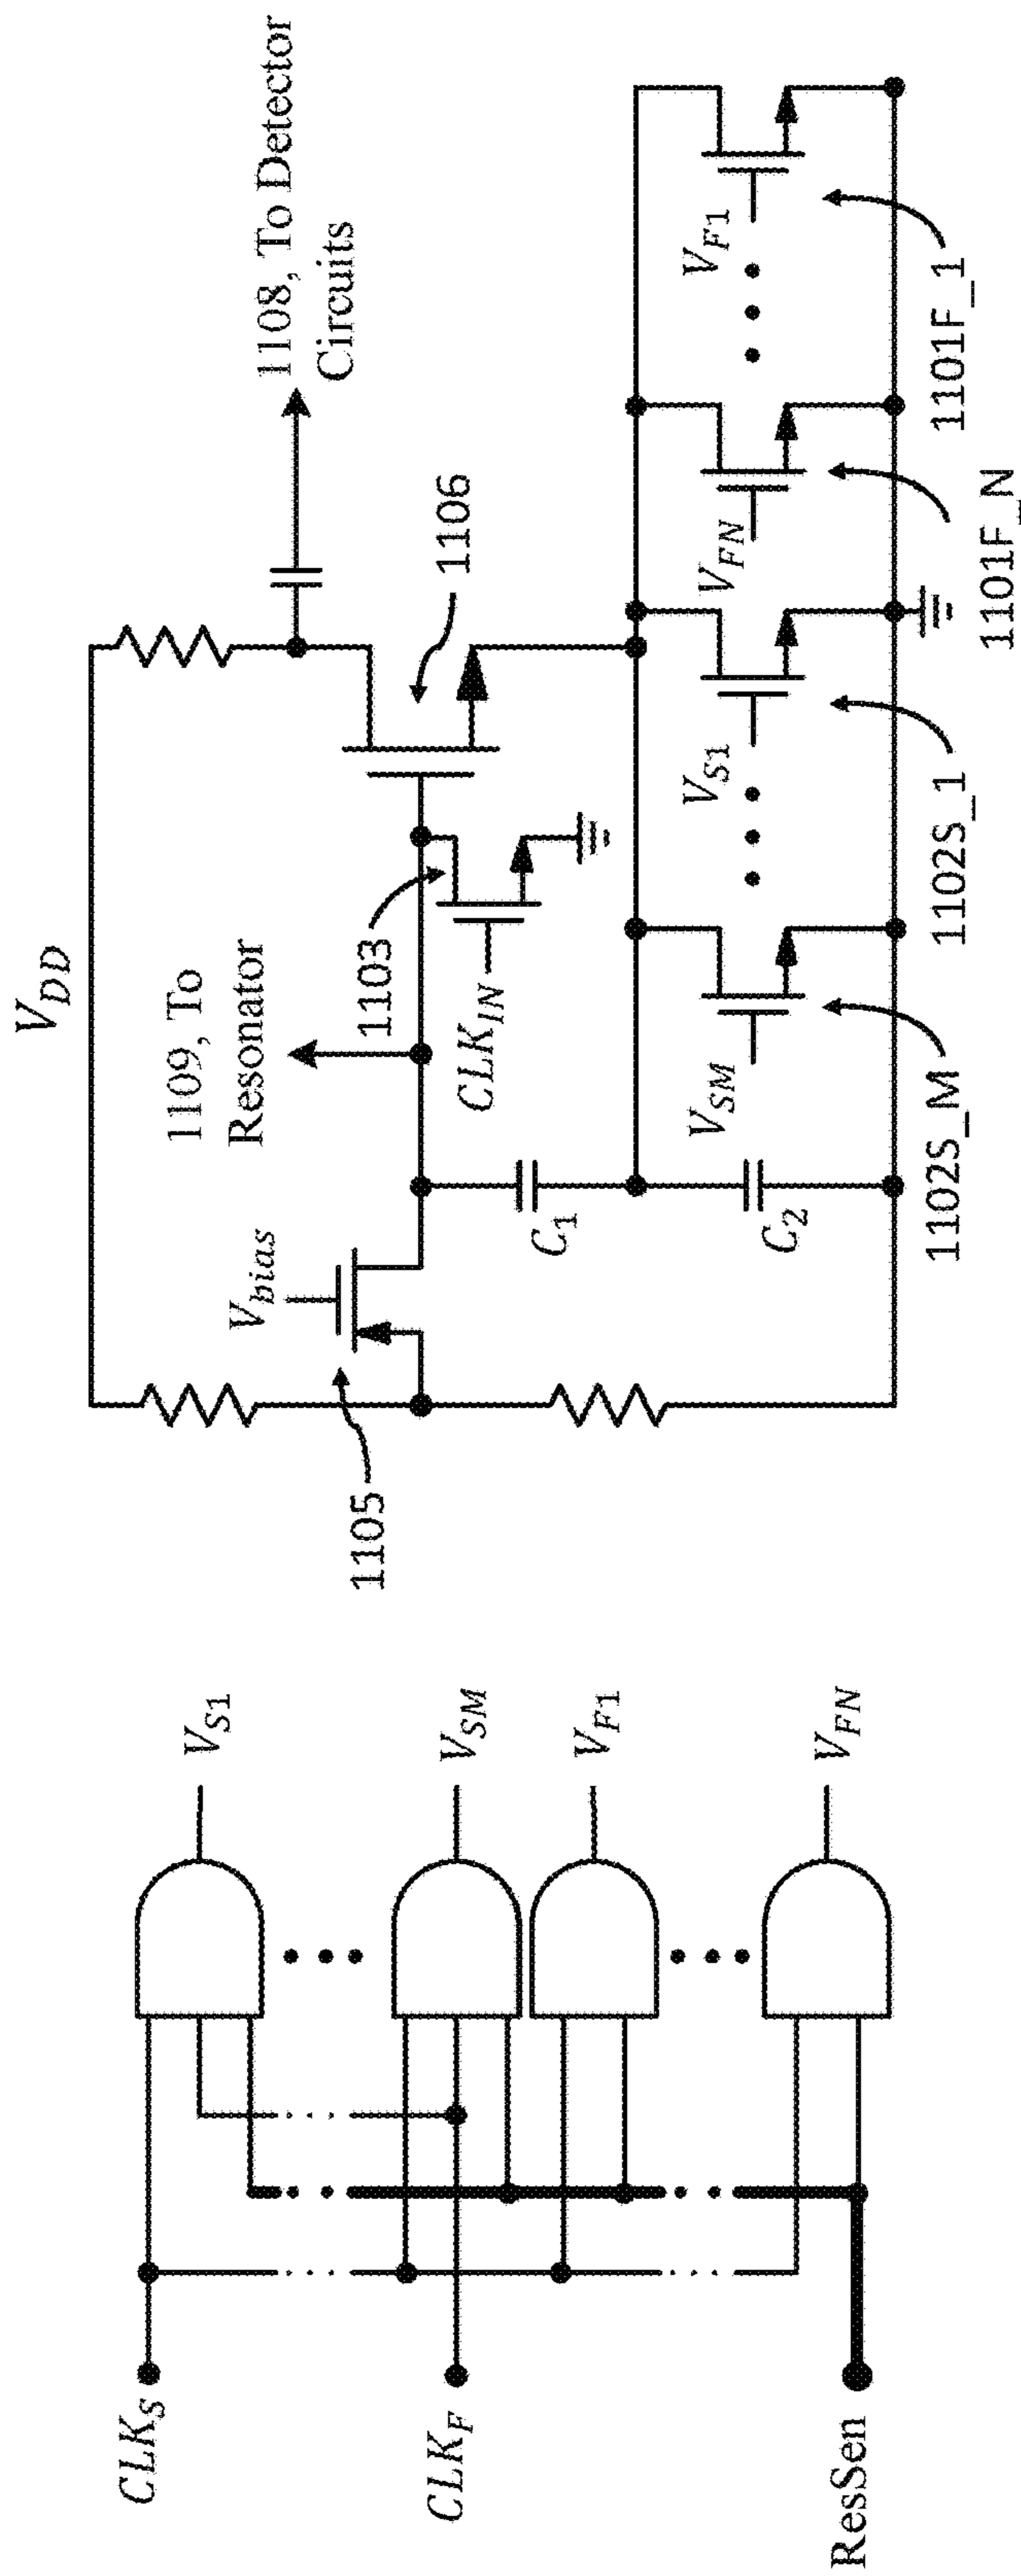 CLK_S
CLK_F
ResSen
V_S1
V_SM
V_F1
V_FN
V_DD
1105
V_bias
1109, To
Resonator
1108, To Detector
Circuits
1103
1106
CLK_IN
C_1
C_2
V_SM
V_S1
V_FN
V_F1
1102S_M
1102S_1
1101F_N
1101F_1